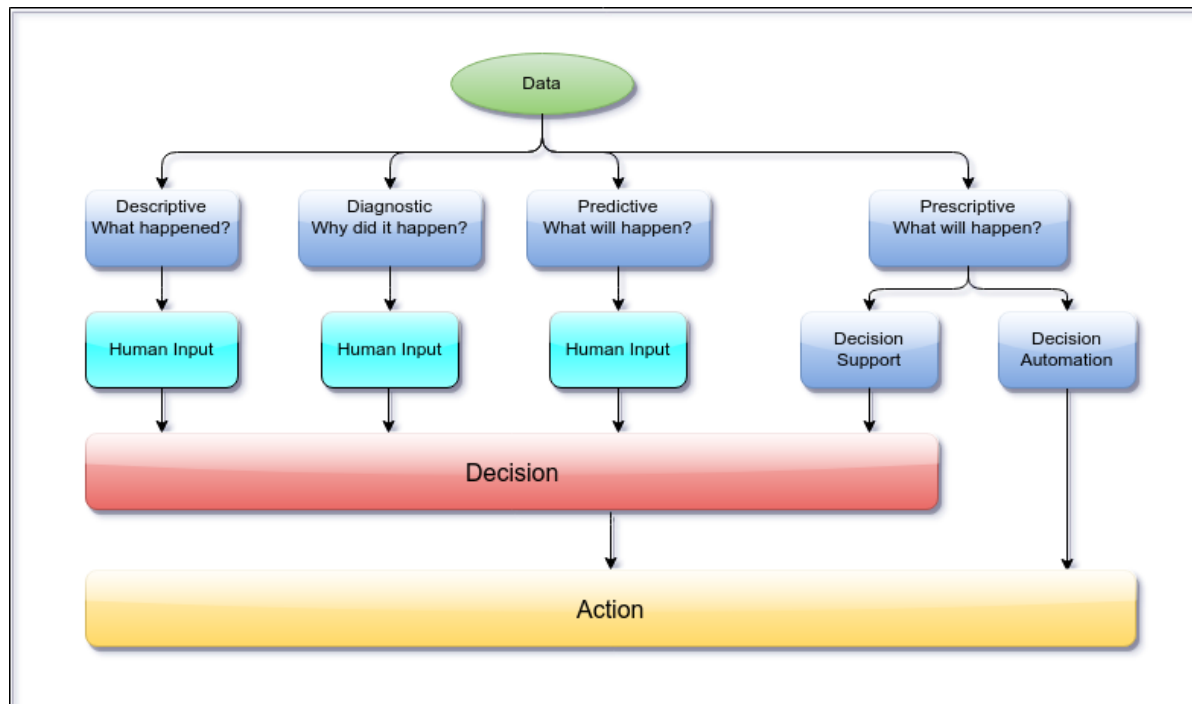 Data
Descriptive
What happened?
Diagnostic
Why did it happen?
Predictive
What will happen?
Prescriptive
What will happen?
Human Input
Human Input
Human Input
Decision
Support
Decision
Automation
Decision
Action